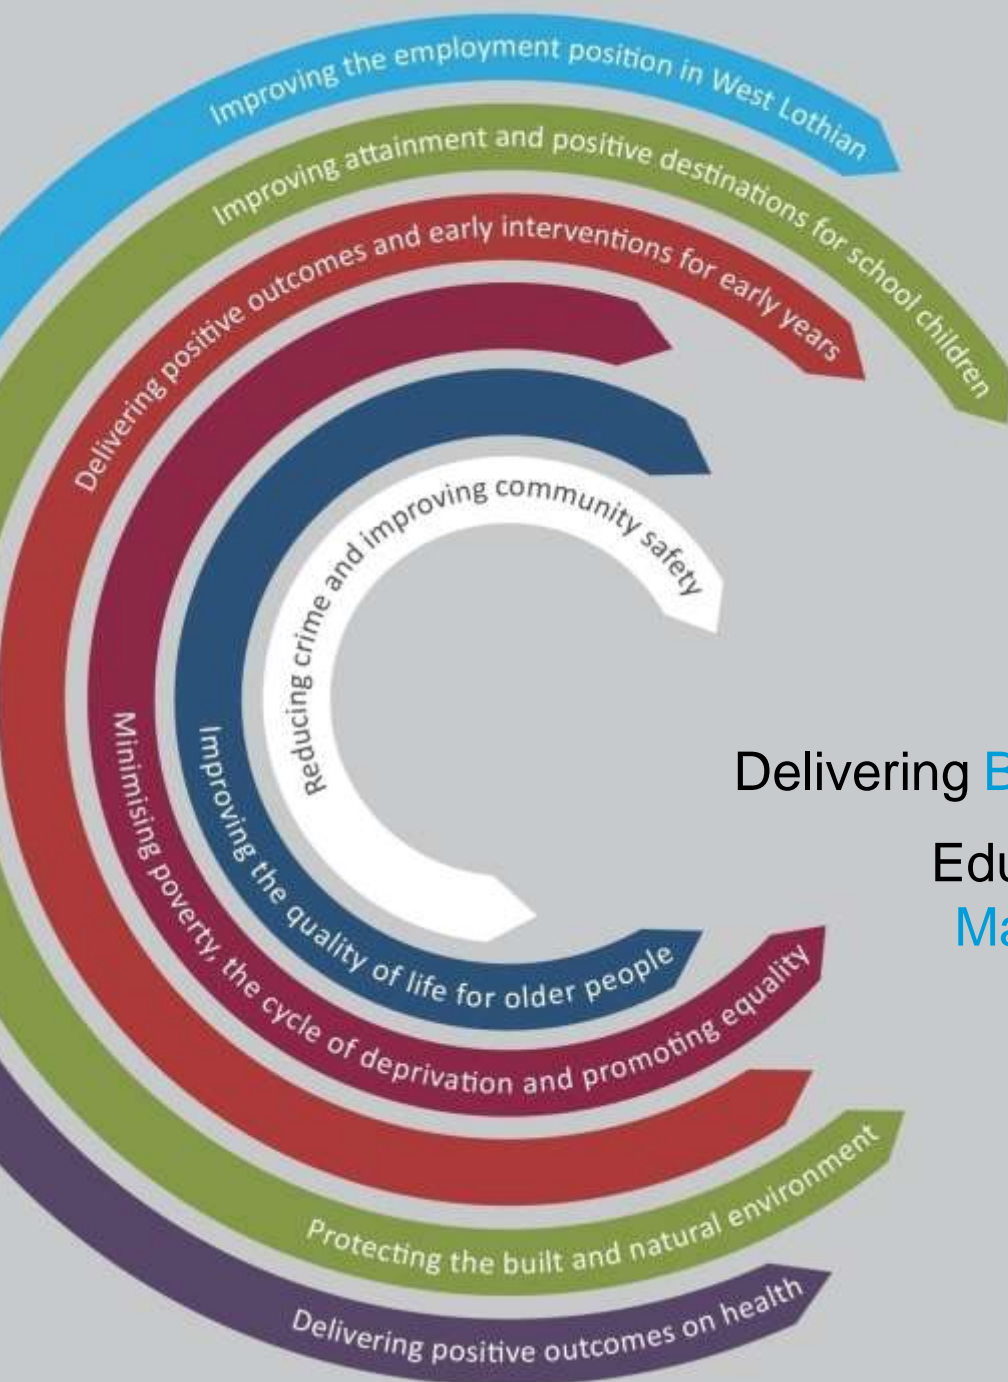 Improving the employment position in West Lothian
Improving attainment and positive destinations for school children
Delivering positive outcomes and early interventions for early years
Reducing crime and improving community safety
Improving the quality of life for older people
Minimising poverty, the cycle of deprivation and promoting equality
Protecting the built and natural environment
Delivering positive outcomes on health
Delivering